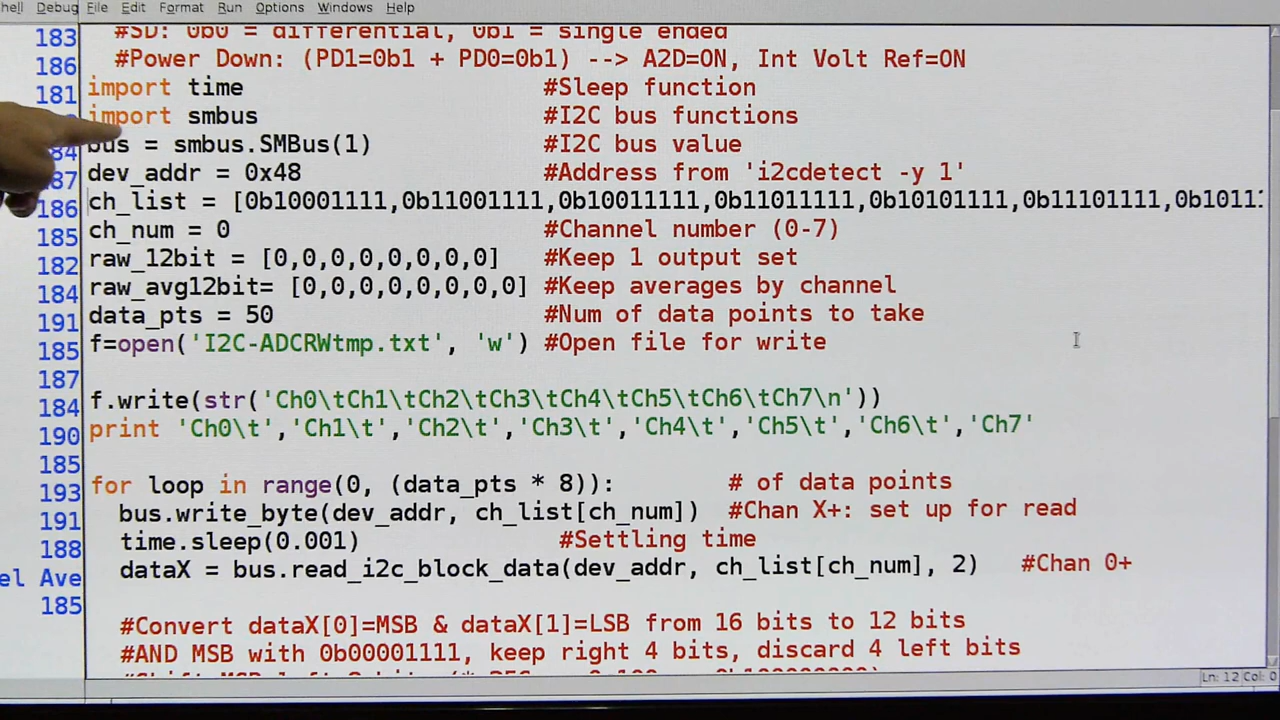 hell Debug File Edit Format Run Options Windows Help
183 #SD: 0b0 = differential, 0b1 = single ended
186 #Power Down: (PD1=0b1 + PD0=0b1) --> A2D=ON, Int Volt Ref=ON
181 import time #Sleep function
import smbus #I2C bus functions
184 bus = smbus.SMBus(1) #I2C bus value
187 dev_addr = 0x48 #Address from 'i2cdetect -y 1'
186 ch_list = [0b10001111,0b11001111,0b10011111,0b11011111,0b10101111,0b11101111,0b1011
185 ch_num = 0 #Channel number (0-7)
182 raw_12bit = [0,0,0,0,0,0,0,0] #Keep 1 output set
184 raw_avg12bit= [0,0,0,0,0,0,0,0] #Keep averages by channel
191 data_pts = 50 #Num of data points to take
185 f=open('I2C-ADCRWtmp.txt', 'w') #Open file for write
187
184 f.write(str('Ch0\tCh1\tCh2\tCh3\tCh4\tCh5\tCh6\tCh7\n'))
190 print 'Ch0\t','Ch1\t','Ch2\t','Ch3\t','Ch4\t','Ch5\t','Ch6\t','Ch7'
185
193 for loop in range(0, (data_pts * 8)): # of data points
191 bus.write_byte(dev_addr, ch_list[ch_num]) #Chan X+: set up for read
188 time.sleep(0.001) #Settling time
el Ave dataX = bus.read_i2c_block_data(dev_addr, ch_list[ch_num], 2) #Chan 0+
185
#Convert dataX[0]=MSB & dataX[1]=LSB from 16 bits to 12 bits
#AND MSB with 0b00001111, keep right 4 bits, discard 4 left bits
Ln: 12 Col: 0